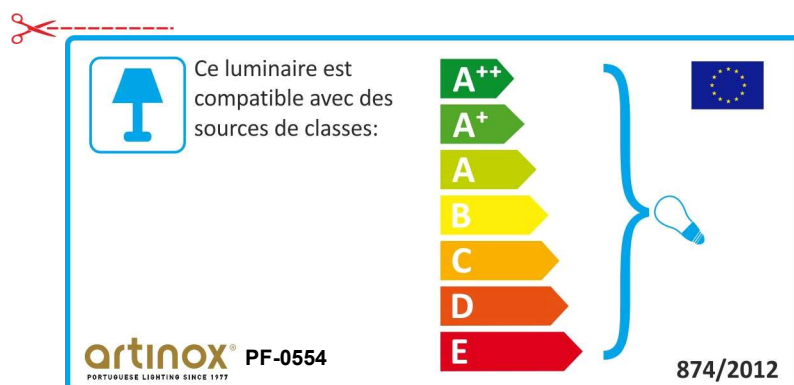 Ce luminaire est
compatible avec des
sources de classes:
A++
A+
A
B
C
D
E
artinox® PF-0554
PORTUGUESE LIGHTING SINCE 1977
874/2012